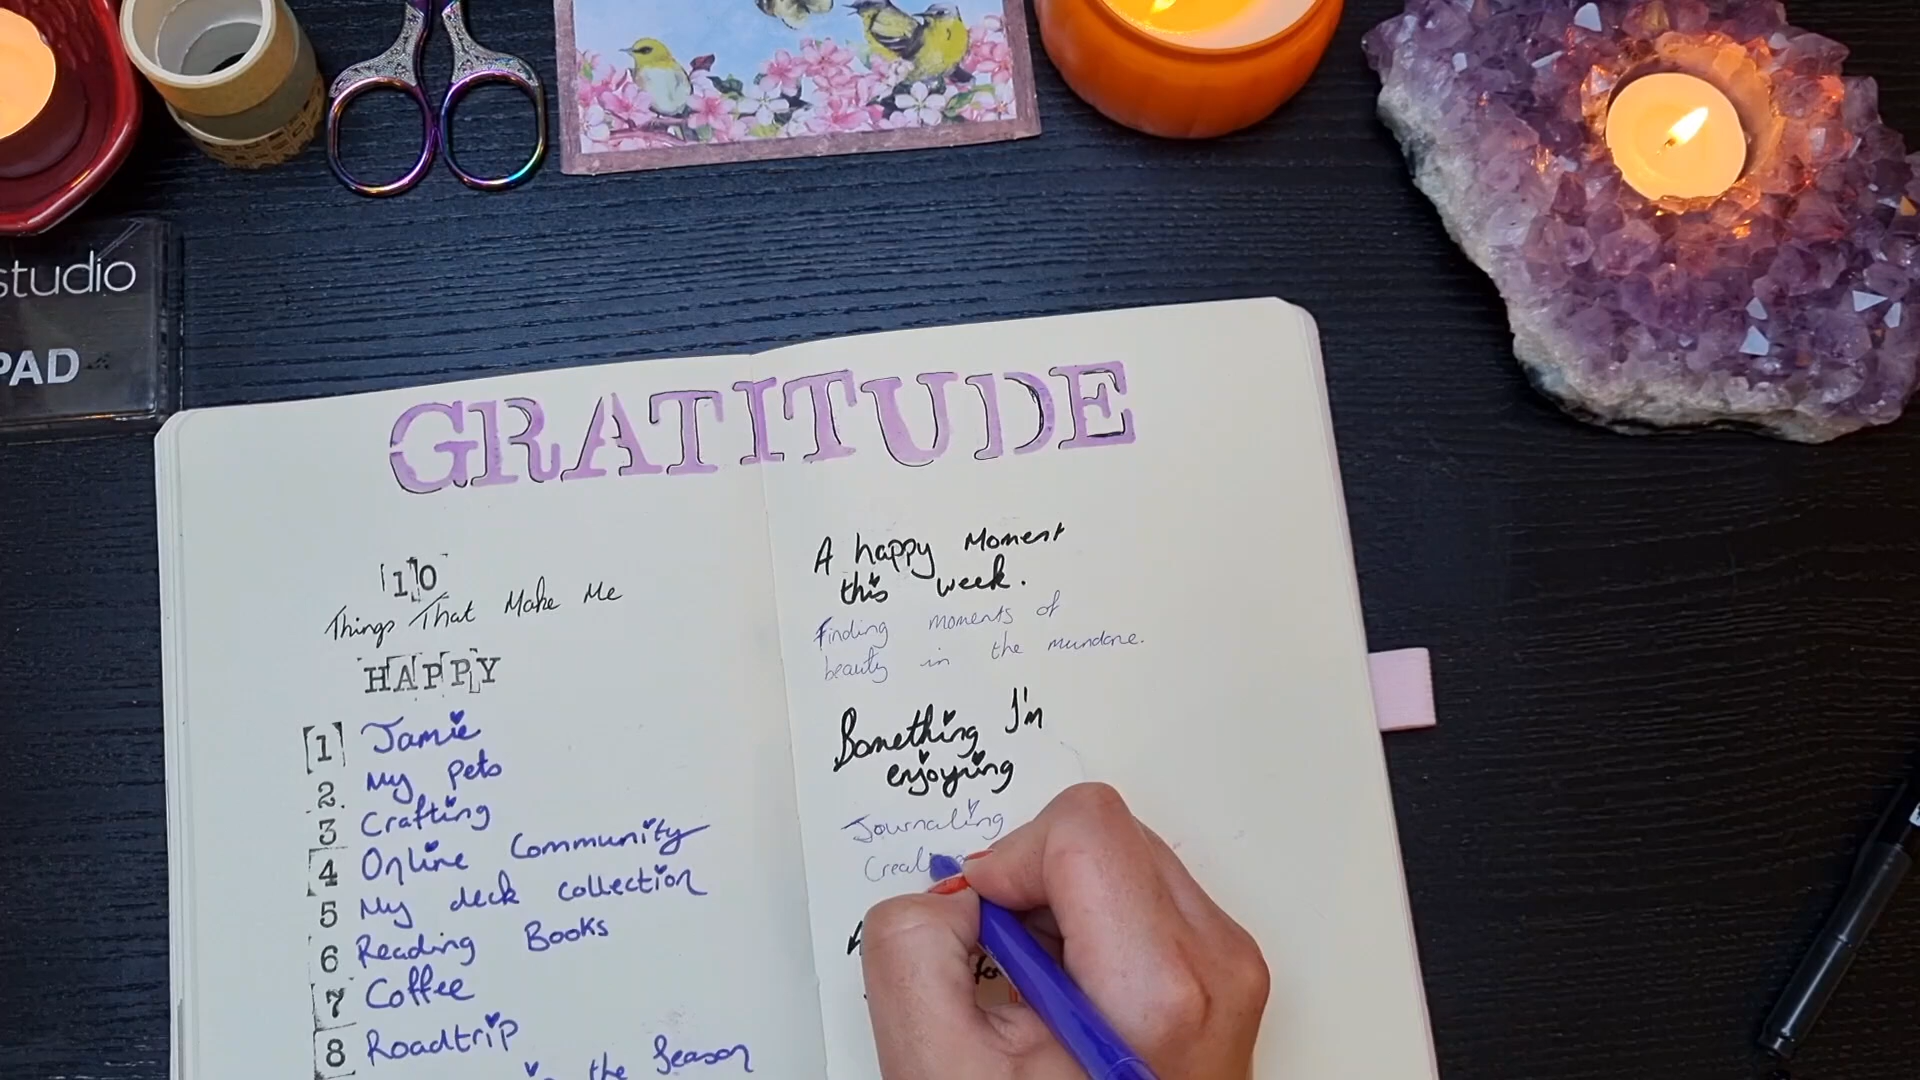 studio
PAD
GRATITUDE
10
Things That Make Me
HAPPY
1 Jamie
2. My pets
3 Crafting
4 Online Community
5 My deck collection
6 Reading Books
7 Coffee
8 Roadtrip
the Season
A happy Moment
this week.
Finding moments of
beauty in the mundane.
Something I'm
enjoying
Journaling